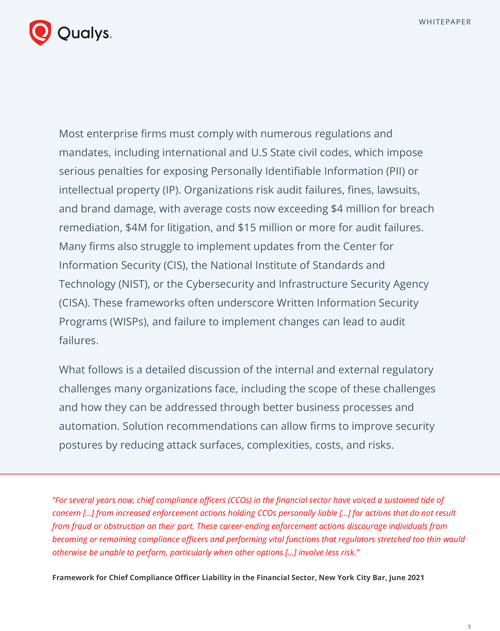 WHITEPAPER
Qualys.
Most enterprise firms must comply with numerous regulations and
mandates, including international and U.S State civil codes, which impose
serious penalties for exposing Personally Identifiable Information (PII) or
intellectual property (IP). Organizations risk audit failures, fines, lawsuits,
and brand damage, with average costs now exceeding $4 million for breach
remediation, $4M for litigation, and $15 million or more for audit failures.
Many firms also struggle to implement updates from the Center for
Information Security (CIS), the National Institute of Standards and
Technology (NIST), or the Cybersecurity and Infrastructure Security Agency
(CISA). These frameworks often underscore Written Information Security
Programs (WISPs), and failure to implement changes can lead to audit
failures.
What follows is a detailed discussion of the internal and external regulatory
challenges many organizations face, including the scope of these challenges
and how they can be addressed through better business processes and
automation. Solution recommendations can allow firms to improve security
postures by reducing attack surfaces, complexities, costs, and risks.
“For several years now, chief compliance officers (CCOs) in the financial sector have voiced a sustained tide of
concern [...] from increased enforcement actions holding CCOs personally liable [...] for actions that do not result
from fraud or obstruction on their part. These career-ending enforcement actions discourage individuals from
becoming or remaining compliance officers and performing vital functions that regulators stretched too thin would
otherwise be unable to perform, particularly when other options [...] involve less risk.”
Framework for Chief Compliance Officer Liability in the Financial Sector, New York City Bar, June 2021
3